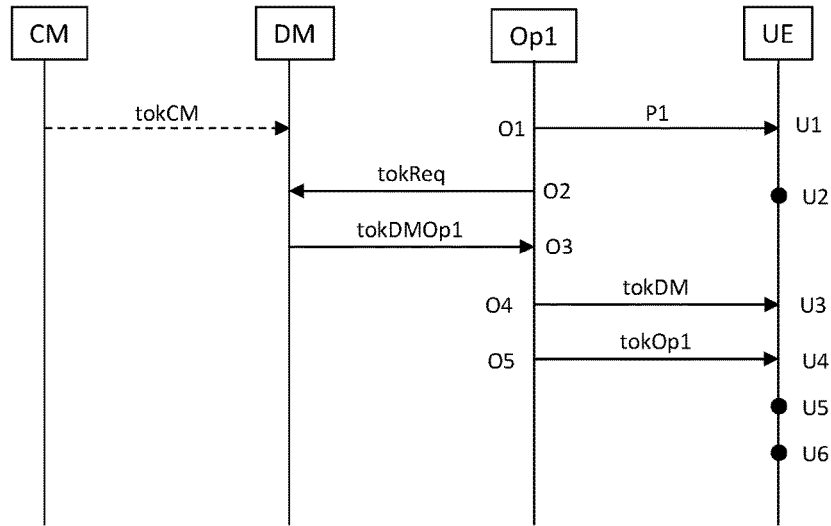 CM DM Op1 UE
tokCM
O1 P1 U1
tokReq
O2 U2
tokDMOp1
O3
O4 tokDM U3
O5 tokOp1 U4
U5
U6